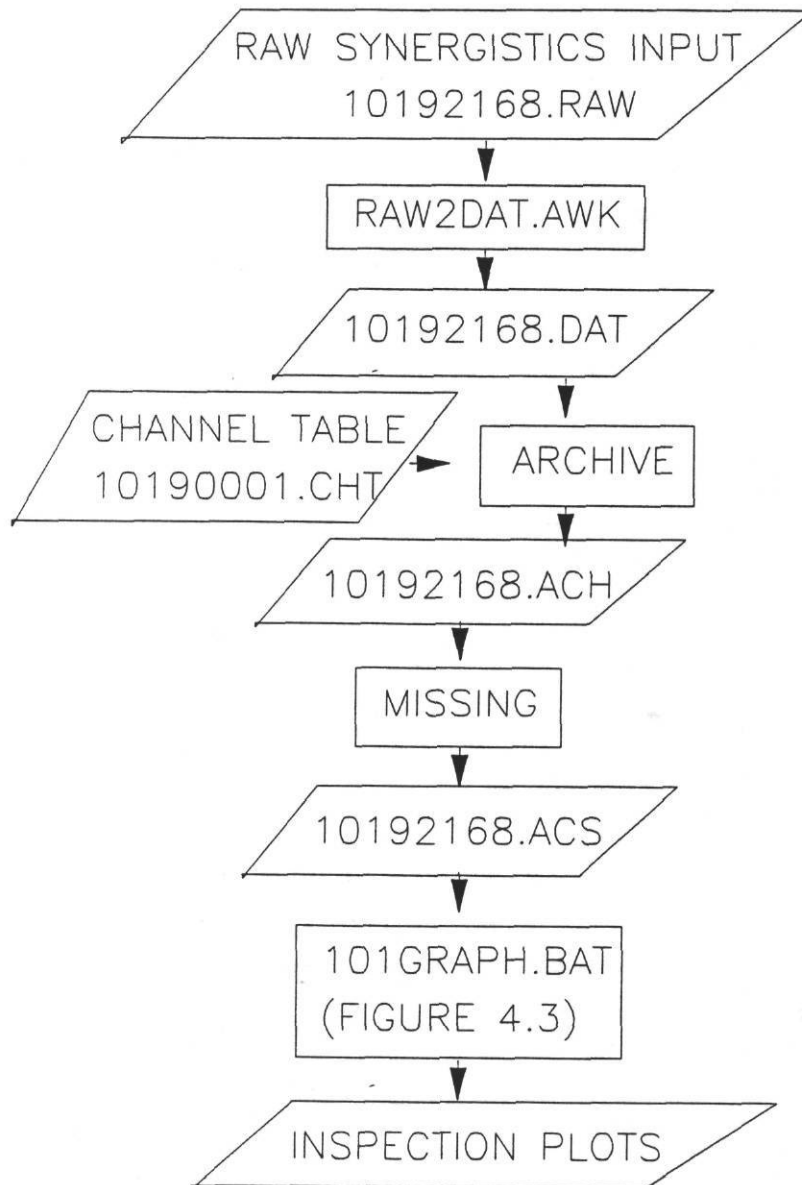 RAW SYNERGISTICS INPUT
10192168.RAW
RAW2DAT.AWK
10192168.DAT
CHANNEL TABLE
10190001.CHT
ARCHIVE
10192168.ACH
MISSING
10192168.ACS
101GRAPH.BAT
(FIGURE 4.3)
INSPECTION PLOTS